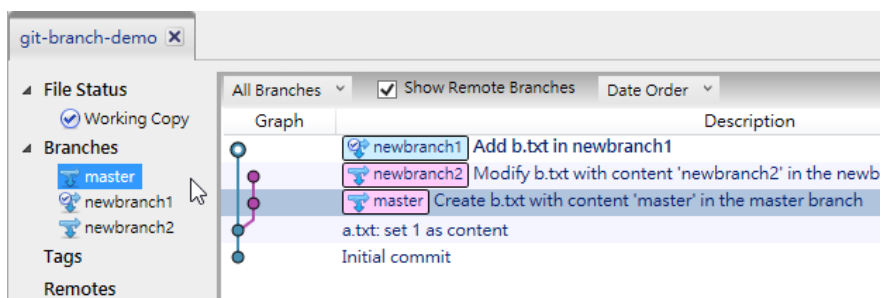 git-branch-demo
File Status
Working Copy
Branches
master
newbranch1
newbranch2
Tags
Remotes
All Branches Show Remote Branches Date Order
Graph Description
newbranch1 Add b.txt in newbranch1
newbranch2 Modify b.txt with content 'newbranch2' in the newb
master Create b.txt with content 'master' in the master branch
a.txt: set 1 as content
Initial commit